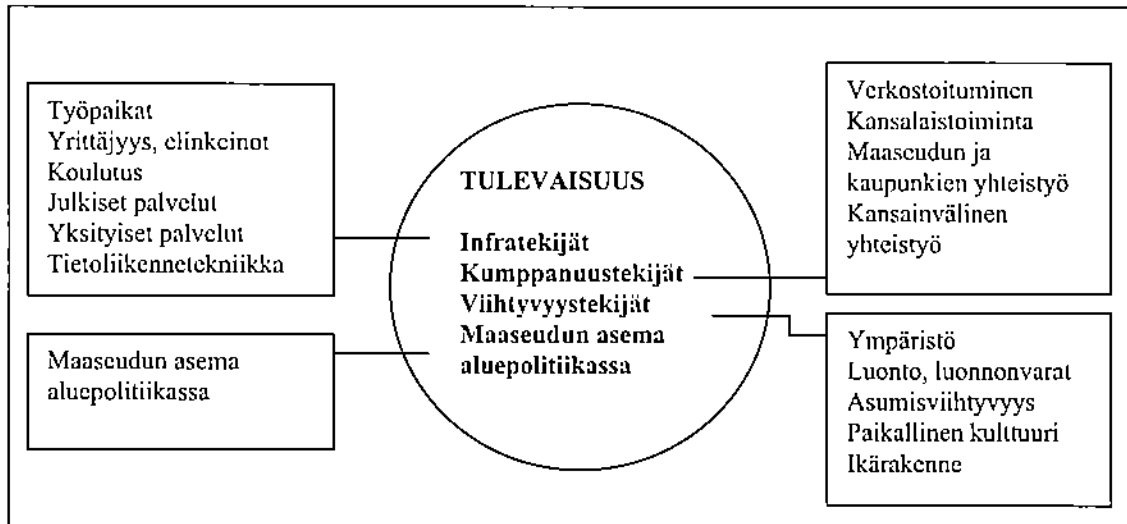 Työpaikat
Yrittäjyys, elinkeinot
Koulutus
Julkiset palvelut
Yksityiset palvelut
Tietoliikennetekniikka
Maaseudun asema
aluepolitiikassa
TULEVAISUUS
Infratekijät
Kumppanuustekijät
Viihtyvyystekijät
Maaseudun asema
aluepolitiikassa
Verkostoituminen
Kansalaistoiminta
Maaseudun ja
kaupunkien yhteistyö
Kansainvälinen
yhteistyö
Ympäristö
Luonto, luonnonvarat
Asumisviihtyvyys
Paikallinen kulttuuri
Ikärakenne